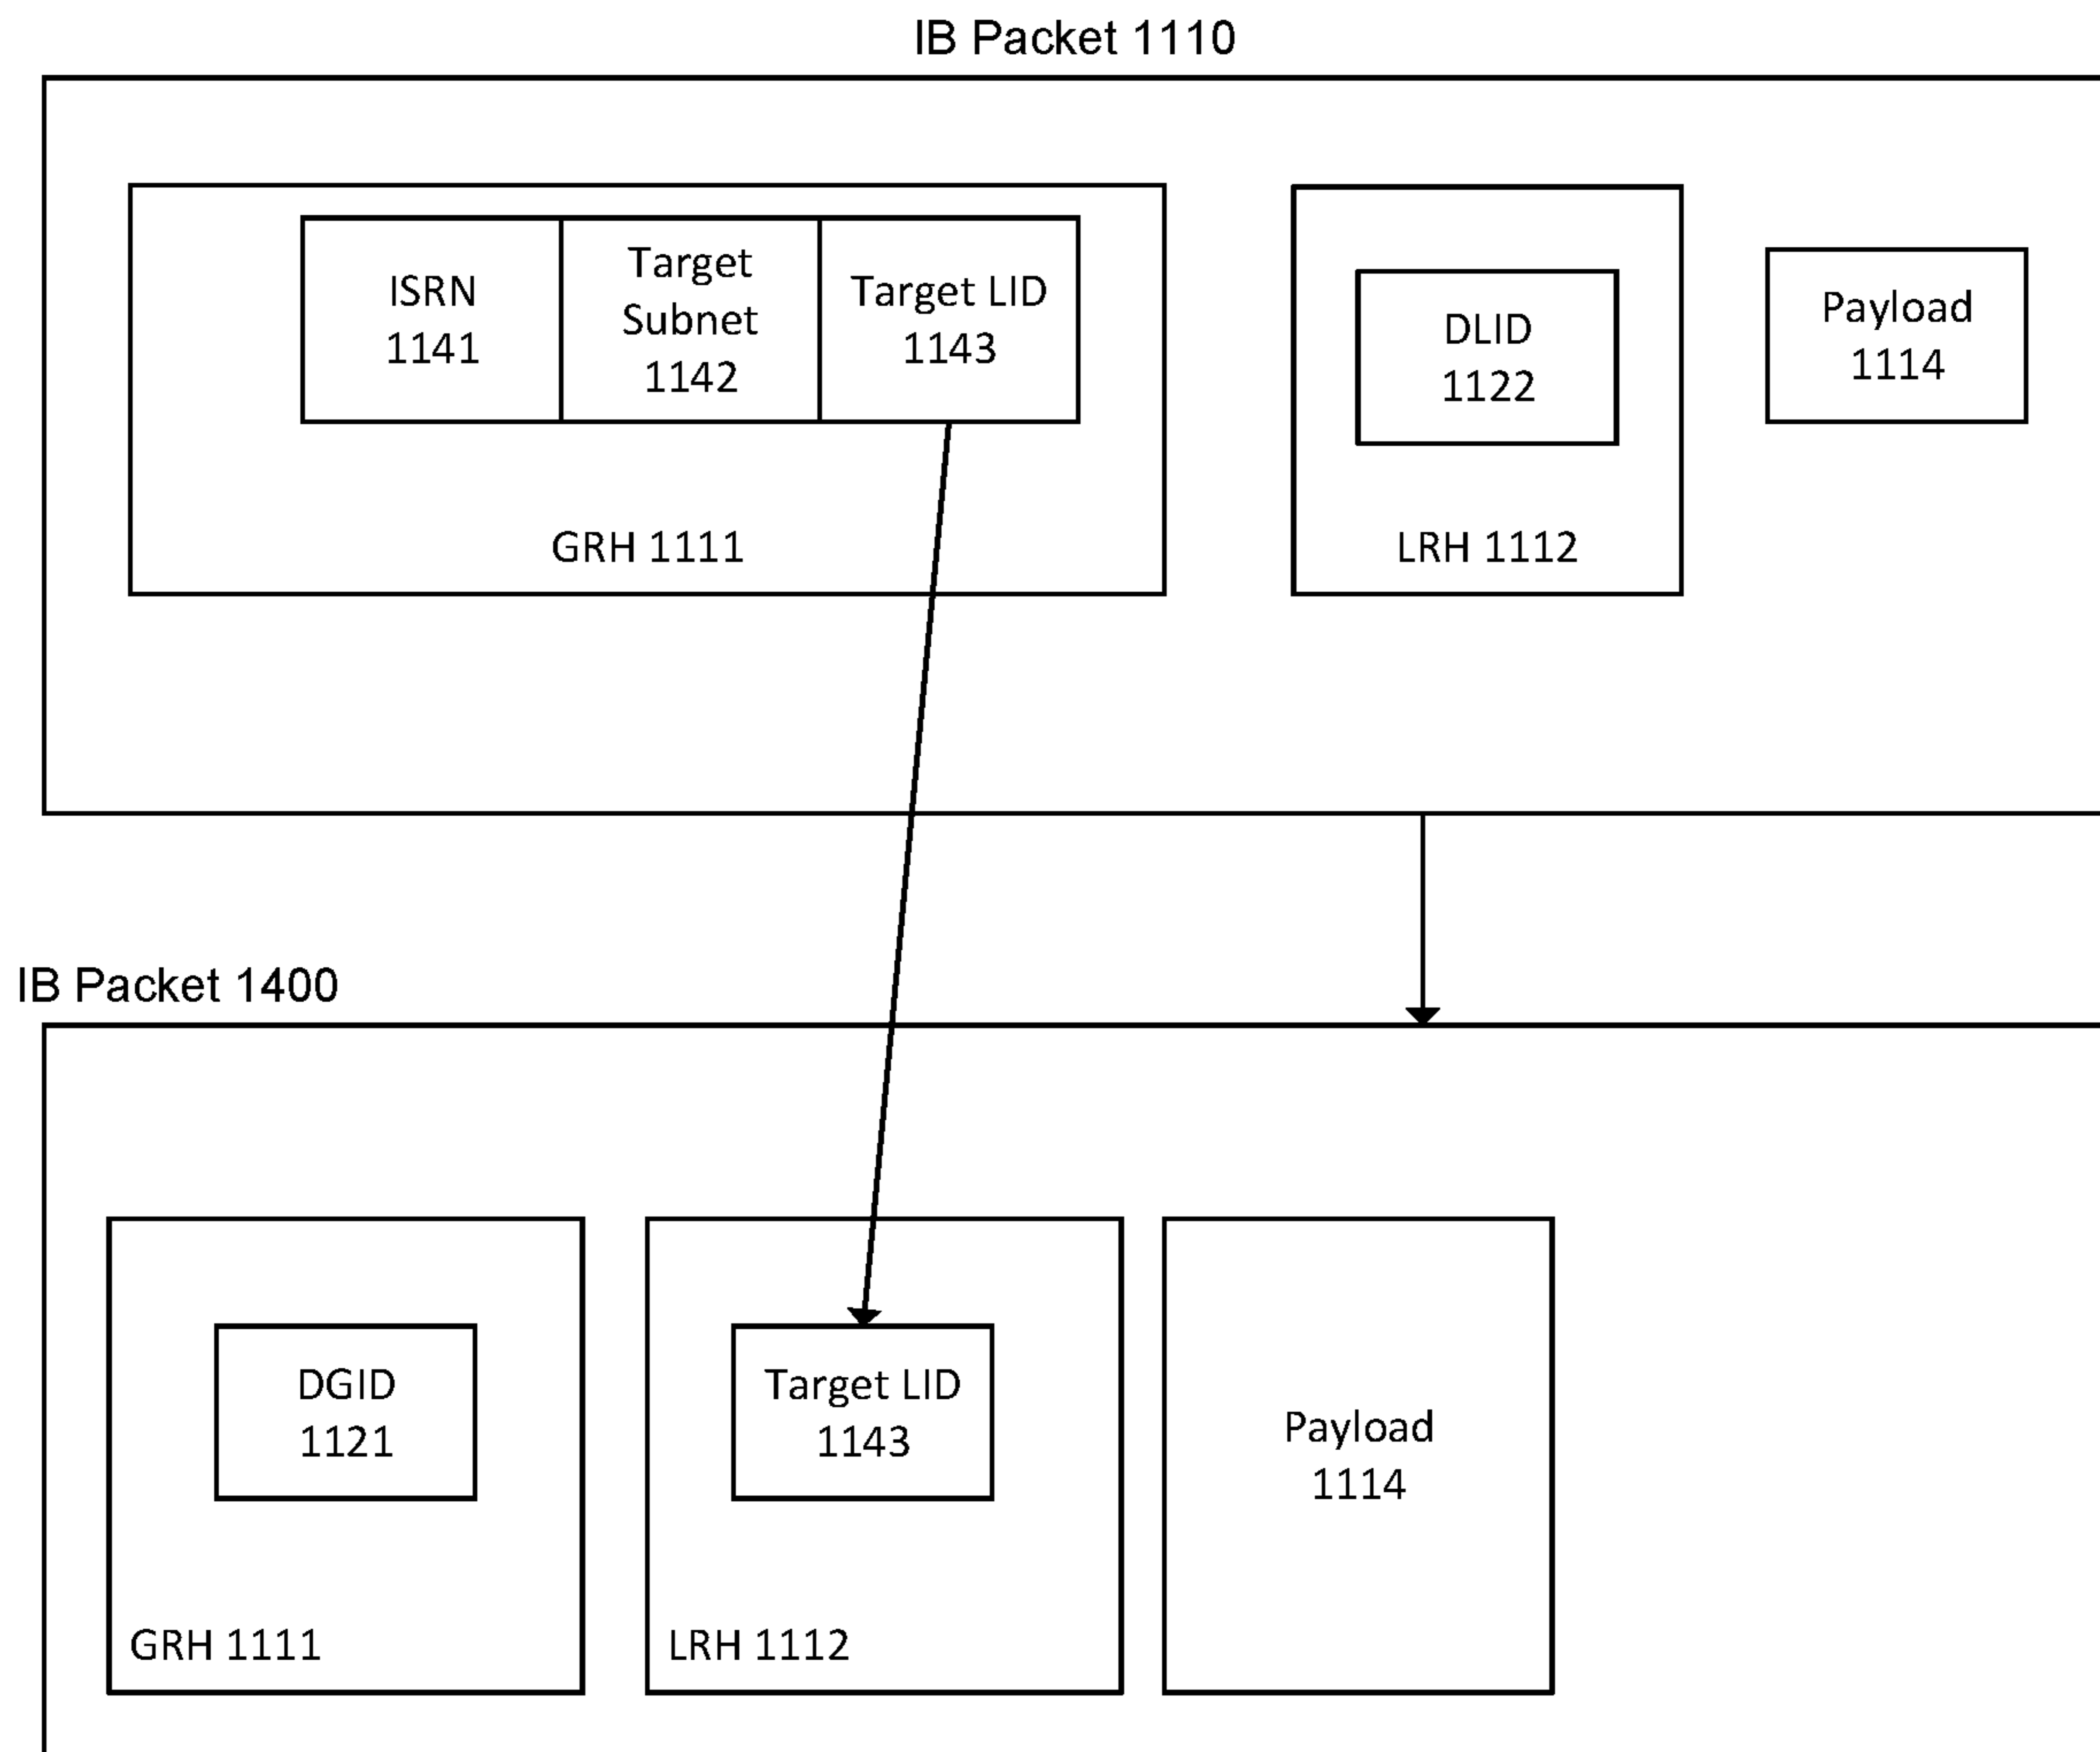 IB Packet 1110
ISRN
1141
Target
Subnet
1142
Target LID
1143
GRH 1111
DLID
1122
LRH 1112
Payload
1114
IB Packet 1400
DGID
1121
GRH 1111
Target LID
1143
LRH 1112
Payload
1114